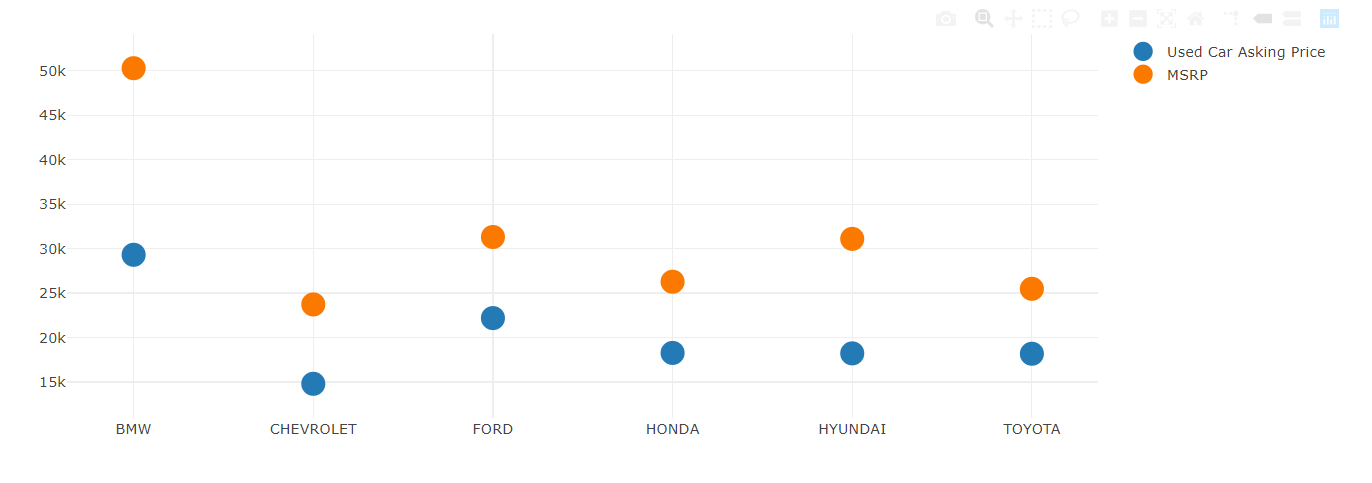 Used Car Asking Price
MSRP
50k
45k
40k
35k
30k
25k
20k
15k
BMW CHEVROLET FORD HONDA HYUNDAI TOYOTA